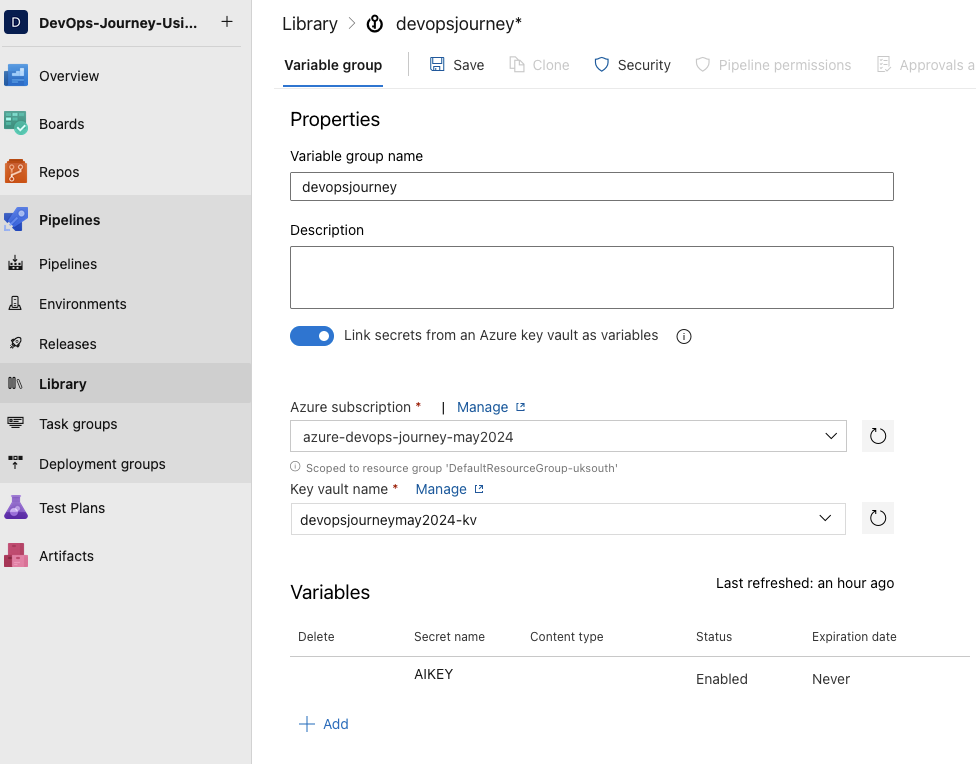 D DevOps-Journey-Usi... +
Overview
Boards
Repos
Pipelines
Pipelines
Environments
Releases
Library
Task groups
Deployment groups
Test Plans
Artifacts
Library > devopsjourney*
Variable group | Save Clone Security Pipeline permissions Approvals a
Properties
Variable group name
devopsjourney
Description
Link secrets from an Azure key vault as variables
Azure subscription * | Manage
azure-devops-journey-may2024
Scoped to resource group 'DefaultResourceGroup-uksouth'
Key vault name * Manage
devopsjourneymay2024-kv
Variables Last refreshed: an hour ago
Delete Secret name Content type Status Expiration date
AIKEY Enabled Never
+ Add